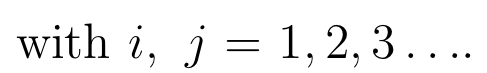 with i, j = 1, 2, 3 . . . .